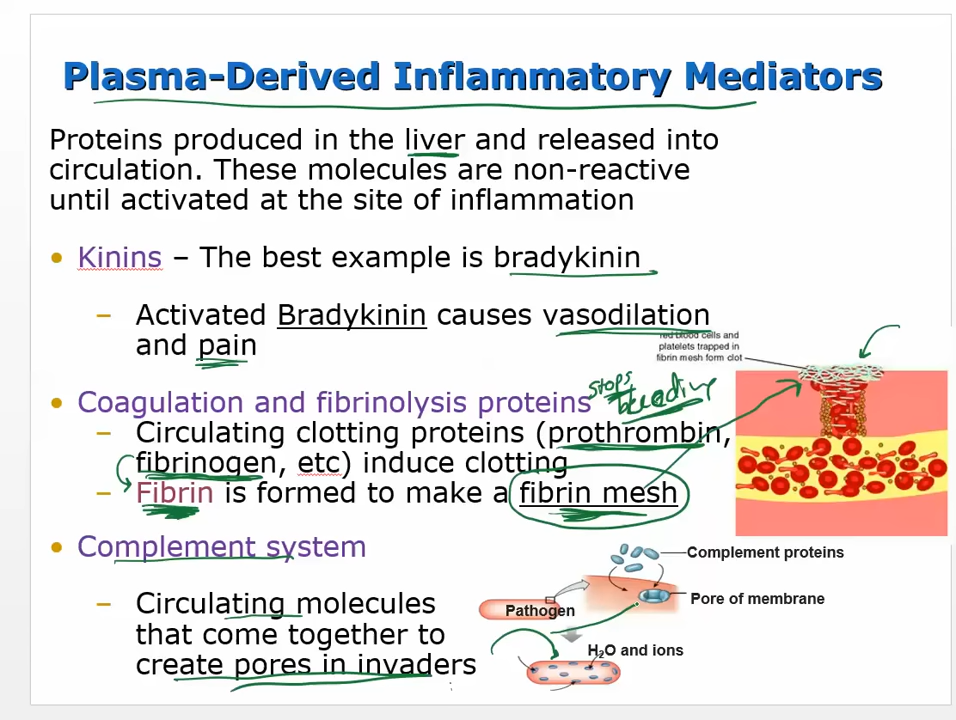 Plasma-Derived Inflammatory Mediators
Proteins produced in the liver and released into
circulation. These molecules are non-reactive
until activated at the site of inflammation
• Kinins – The best example is bradykinin
– Activated Bradykinin causes vasodilation
and pain
red blood cells and
platelets trapped in
fibrin mesh form clot
• Coagulation and fibrinolysis proteins
stops
bleeding
– Circulating clotting proteins (prothrombin,
fibrinogen, etc) induce clotting
– Fibrin is formed to make a fibrin mesh
• Complement system
– Circulating molecules
that come together to
create pores in invaders
Complement proteins
Pore of membrane
Pathogen
H₂O and ions